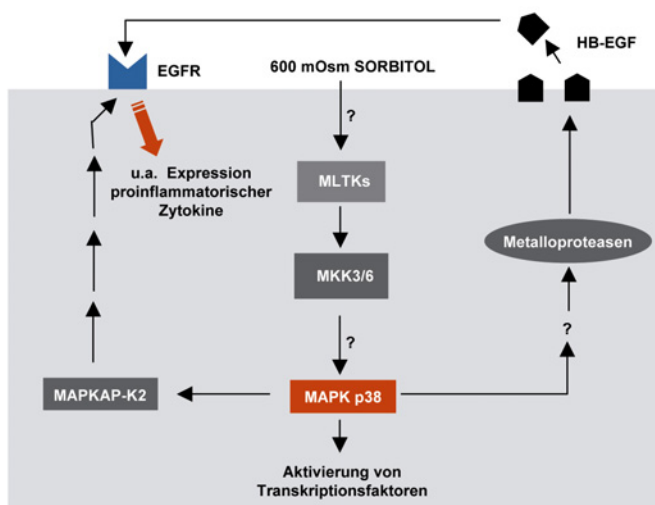 HB-EGF
EGFR
600 mOsm SORBITOL
?
u.a. Expression
proinflammatorischer
Zytokine
MLTKs
Metalloproteasen
MKK3/6
?
?
MAPKAP-K2
MAPK p38
Aktivierung von
Transkriptionsfaktoren